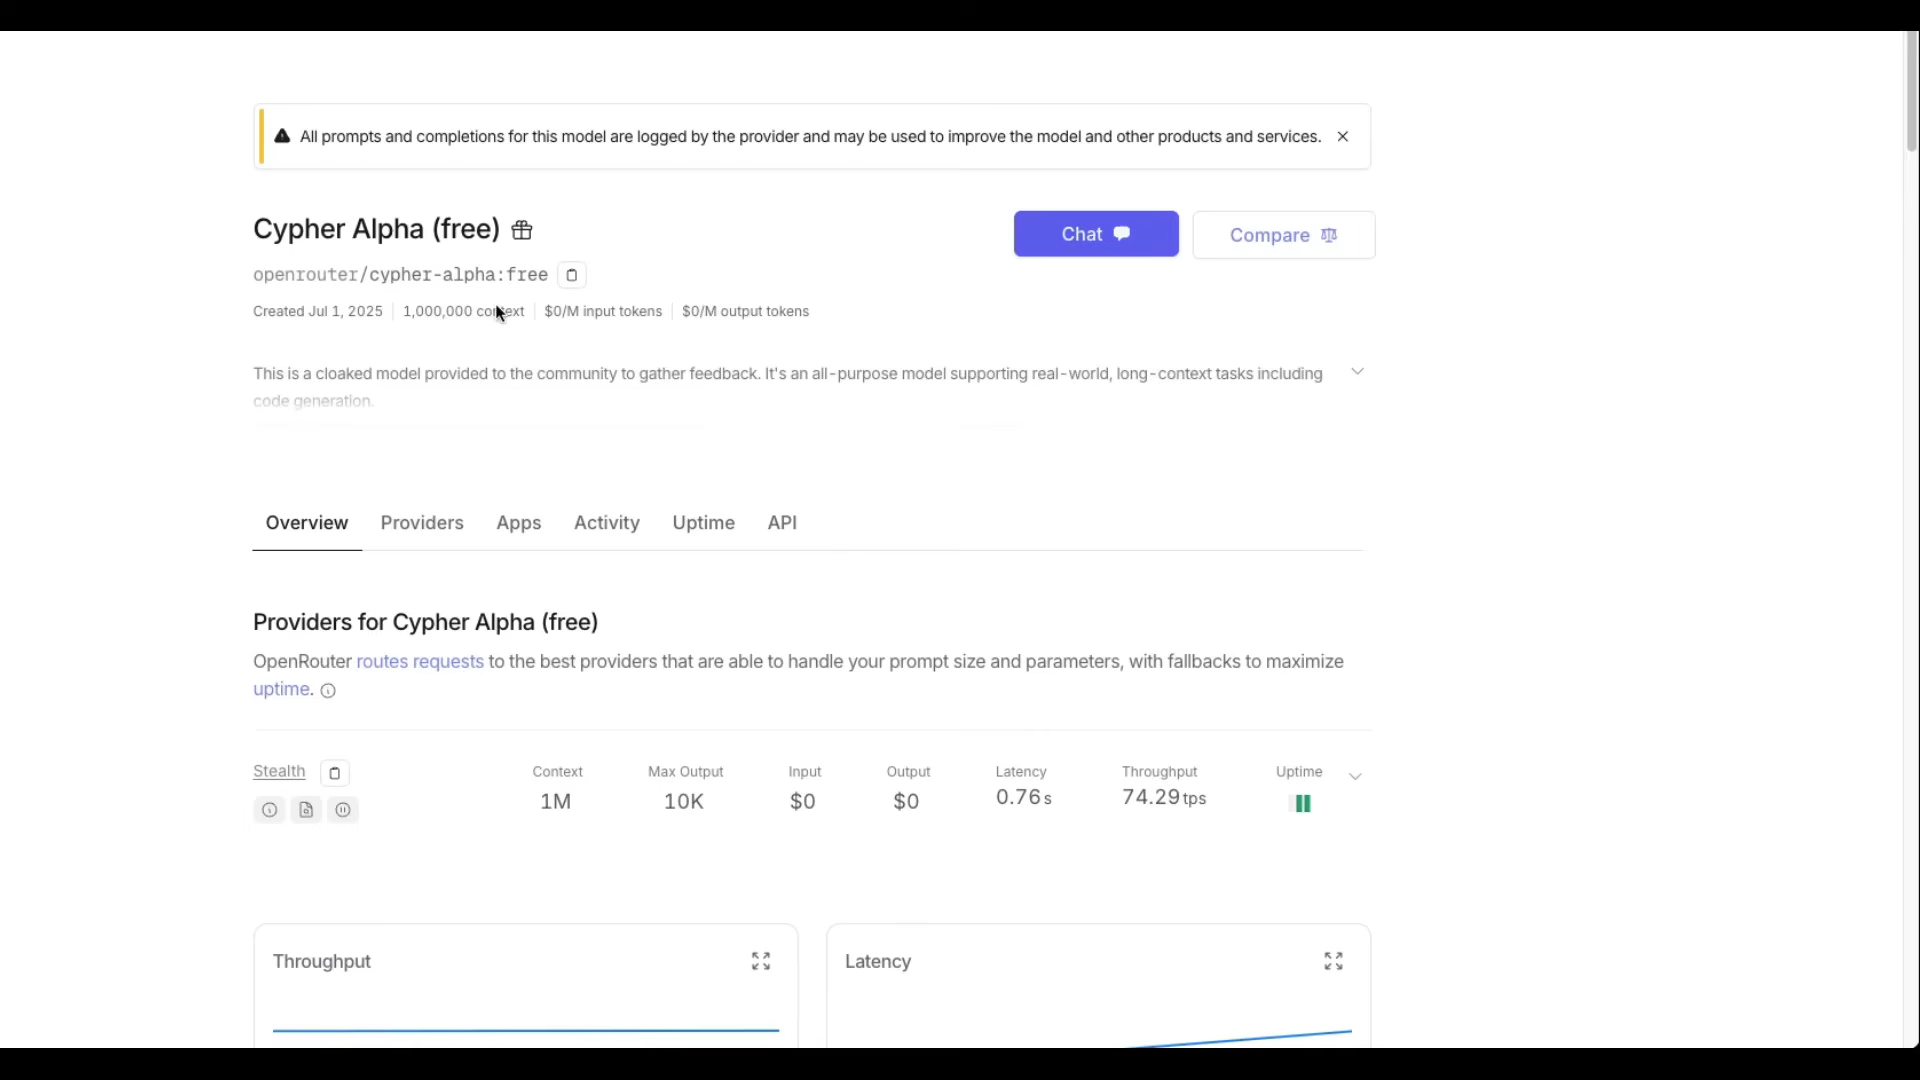 All prompts and completions for this model are logged by the provider and may be used to improve the model and other products and services.
Cypher Alpha (free)
Chat
Compare
openrouter/cypher-alpha:free
Created Jul 1, 2025
1,000,000 context
$0/M input tokens
$0/M output tokens
This is a cloaked model provided to the community to gather feedback. It's an all-purpose model supporting real-world, long-context tasks including
code generation.
Overview
Providers
Apps
Activity
Uptime
API
Providers for Cypher Alpha (free)
OpenRouter routes requests to the best providers that are able to handle your prompt size and parameters, with fallbacks to maximize
uptime.
Stealth
Context
1M
Max Output
10K
Input
$0
Output
$0
Latency
0.76s
Throughput
74.29tps
Uptime
Throughput
Latency